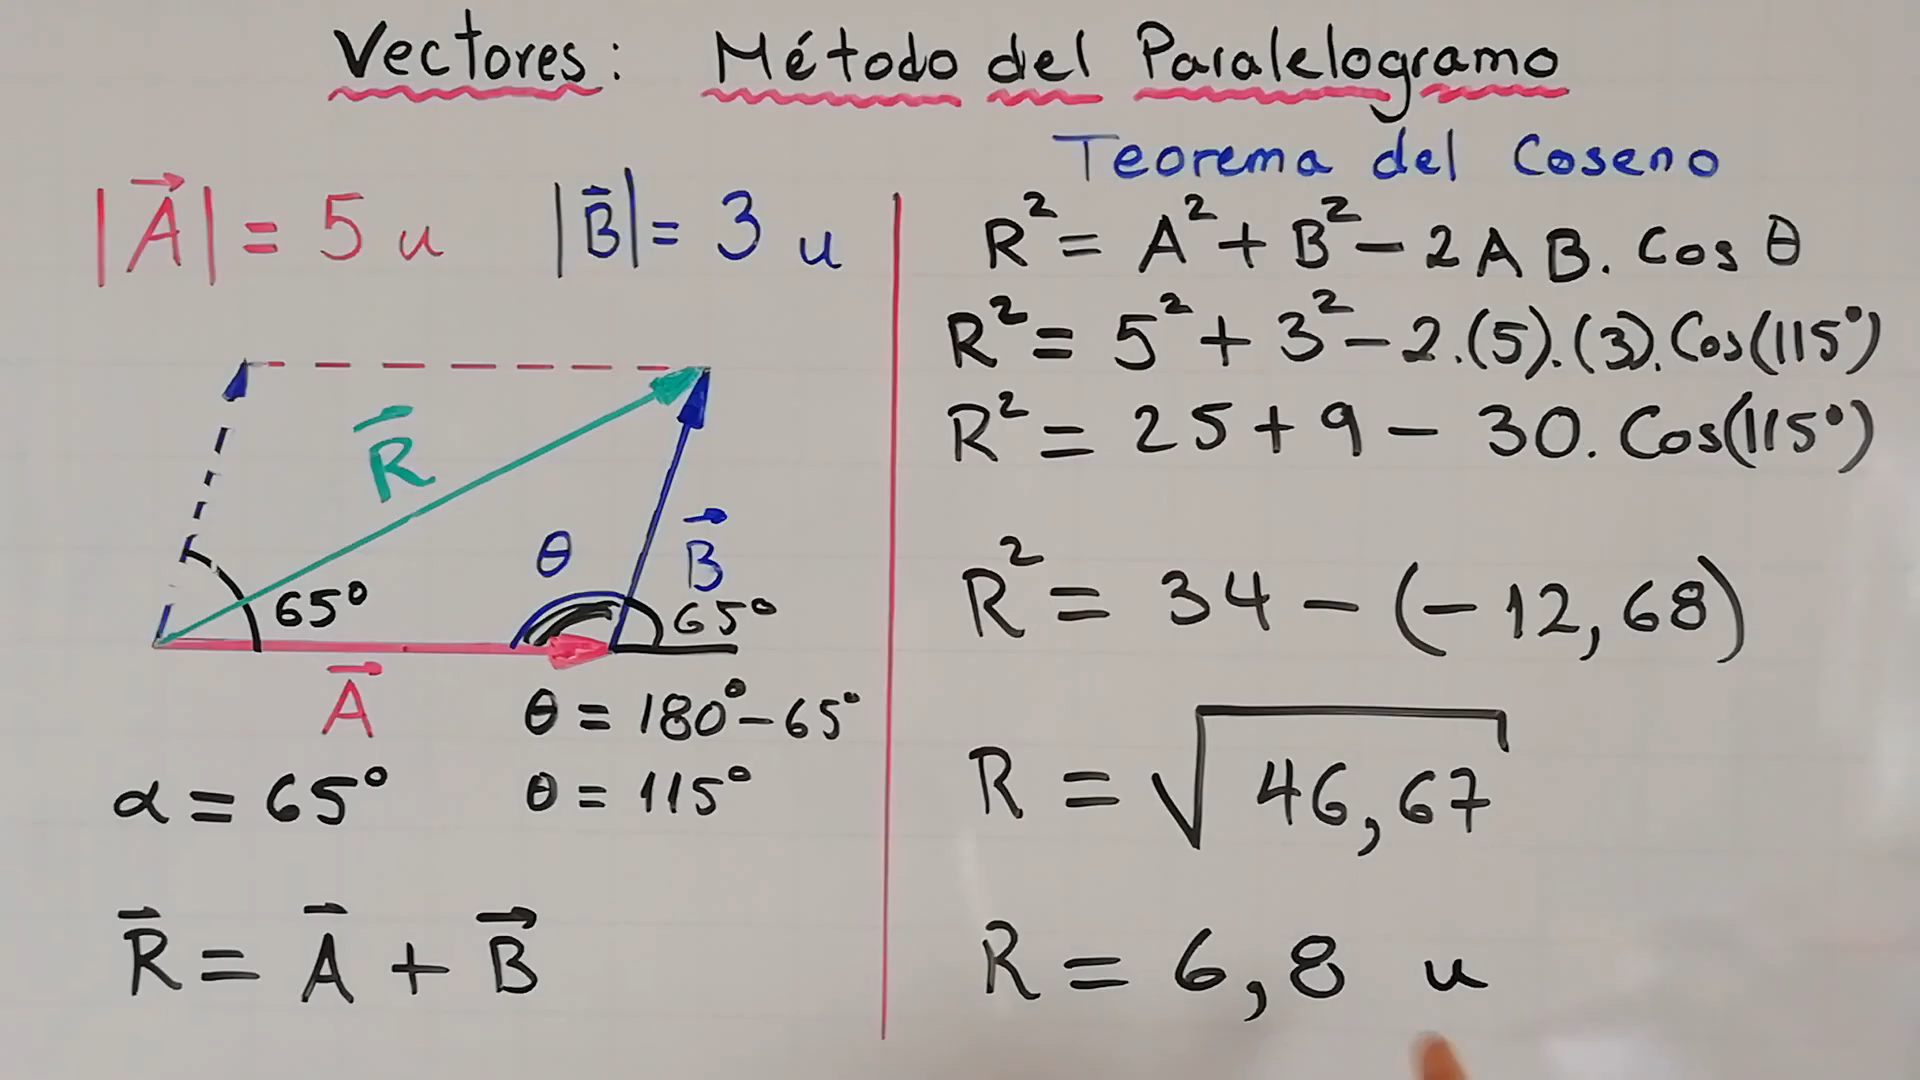 Vectores: Método del Paralelogramo
Teorema del Coseno
|A⃗| = 5 u
|B⃗| = 3 u
R⃗
65°
θ
B⃗
65°
A⃗
θ = 180° - 65°
α = 65°
θ = 115°
R⃗ = A⃗ + B⃗
R² = A² + B² - 2AB. Cos θ
R² = 5² + 3² - 2.(5).(3). Cos(115°)
R² = 25 + 9 - 30. Cos(115°)
R² = 34 - (-12,68)
R = √46,67
R = 6,8 u